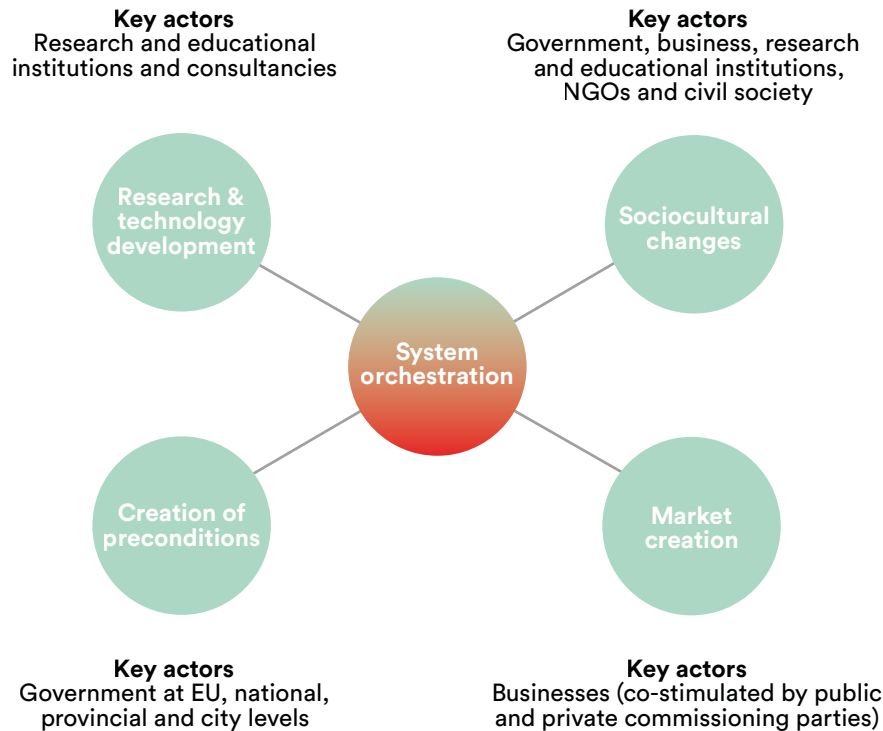 Key actors
Research and educational
institutions and consultancies
Key actors
Government, business, research
and educational institutions,
NGOs and civil society
Research &
technology
development
Sociocultural
changes
System
orchestration
Creation of
preconditions
Market
creation
Key actors
Government at EU, national,
provincial and city levels
Key actors
Businesses (co-stimulated by public
and private commissioning parties)